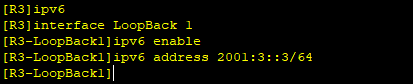 [R3]ipv6
[R3]interface LoopBack 1
[R3-LoopBack1]ipv6 enable
[R3-LoopBack1]ipv6 address 2001:3::3/64
[R3-LoopBack1]